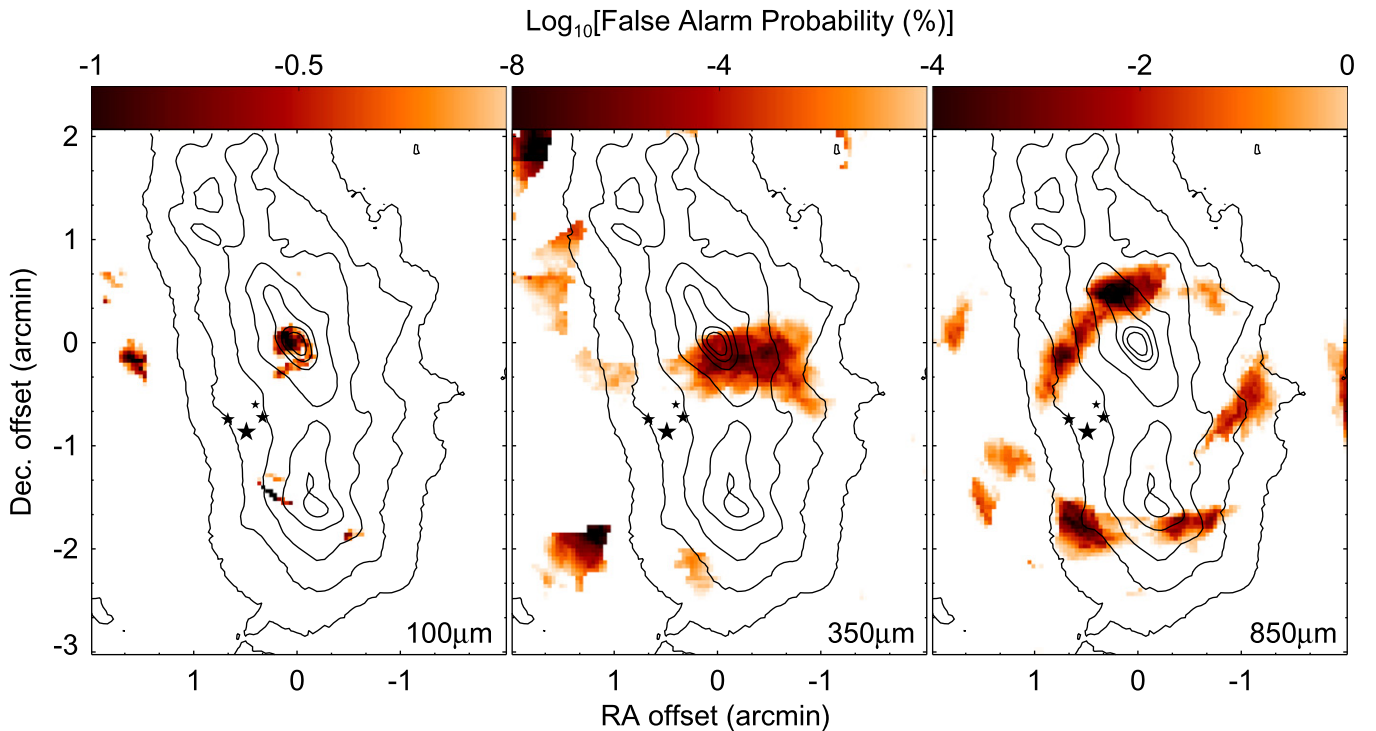 Log₁₀[False Alarm Probability (%)]
-1 -0.5 -8 -4 -4 -2 0
2
1
0
-1
-2
-3
Dec. offset (arcmin)
100μm 350μm 850μm
1 0 -1 1 0 -1 1 0 -1
RA offset (arcmin)